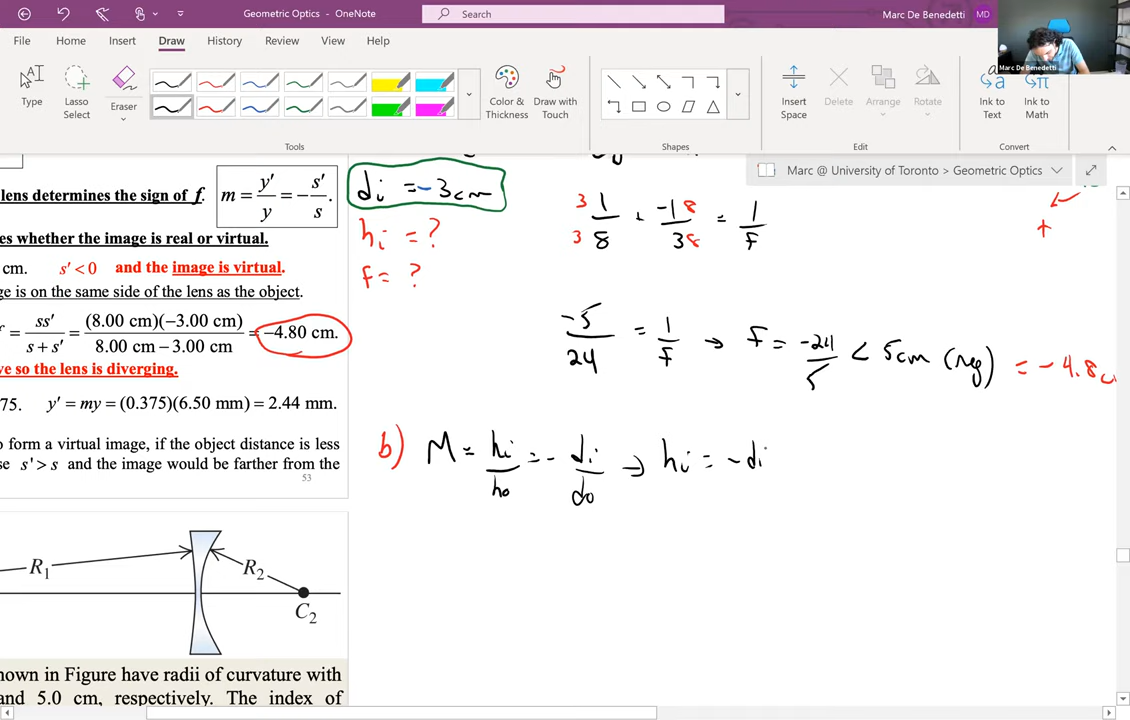 Geometric Optics - OneNote
Search
Marc De Benedetti
MD
File Home Insert Draw History Review View Help
Marc De Benedetti
Type
Lasso Select
Eraser
Color & Thickness
Draw with Touch
Insert Space
Delete
Arrange
Rotate
Ink to Text
Ink to Math
Tools
Shapes
Edit
Convert
Marc @ University of Toronto > Geometric Optics
lens determines the sign of f.
m = y'/y = - s'/s.
es whether the image is real or virtual.
cm. s' < 0 and the image is virtual.
ge is on the same side of the lens as the object.
= ss'/(s + s') = (8.00 cm)(−3.00 cm)/(8.00 cm − 3.00 cm) = −4.80 cm.
ve so the lens is diverging.
75. y' = my = (0.375)(6.50 mm) = 2.44 mm.
o form a virtual image, if the object distance is less
se s' > s and the image would be farther from the
53
di = -3cm
hi = ?
f = ?
3 1 + -1 8 = 1
3 8 3 8 f
+
-5/24 = 1/f → f = -24/5 < 5cm (neg) = -4.8c
b) M = hi/ho = - di/do → hi = -di
R1
R2
C2
nown in Figure have radii of curvature with
and 5.0 cm, respectively. The index of